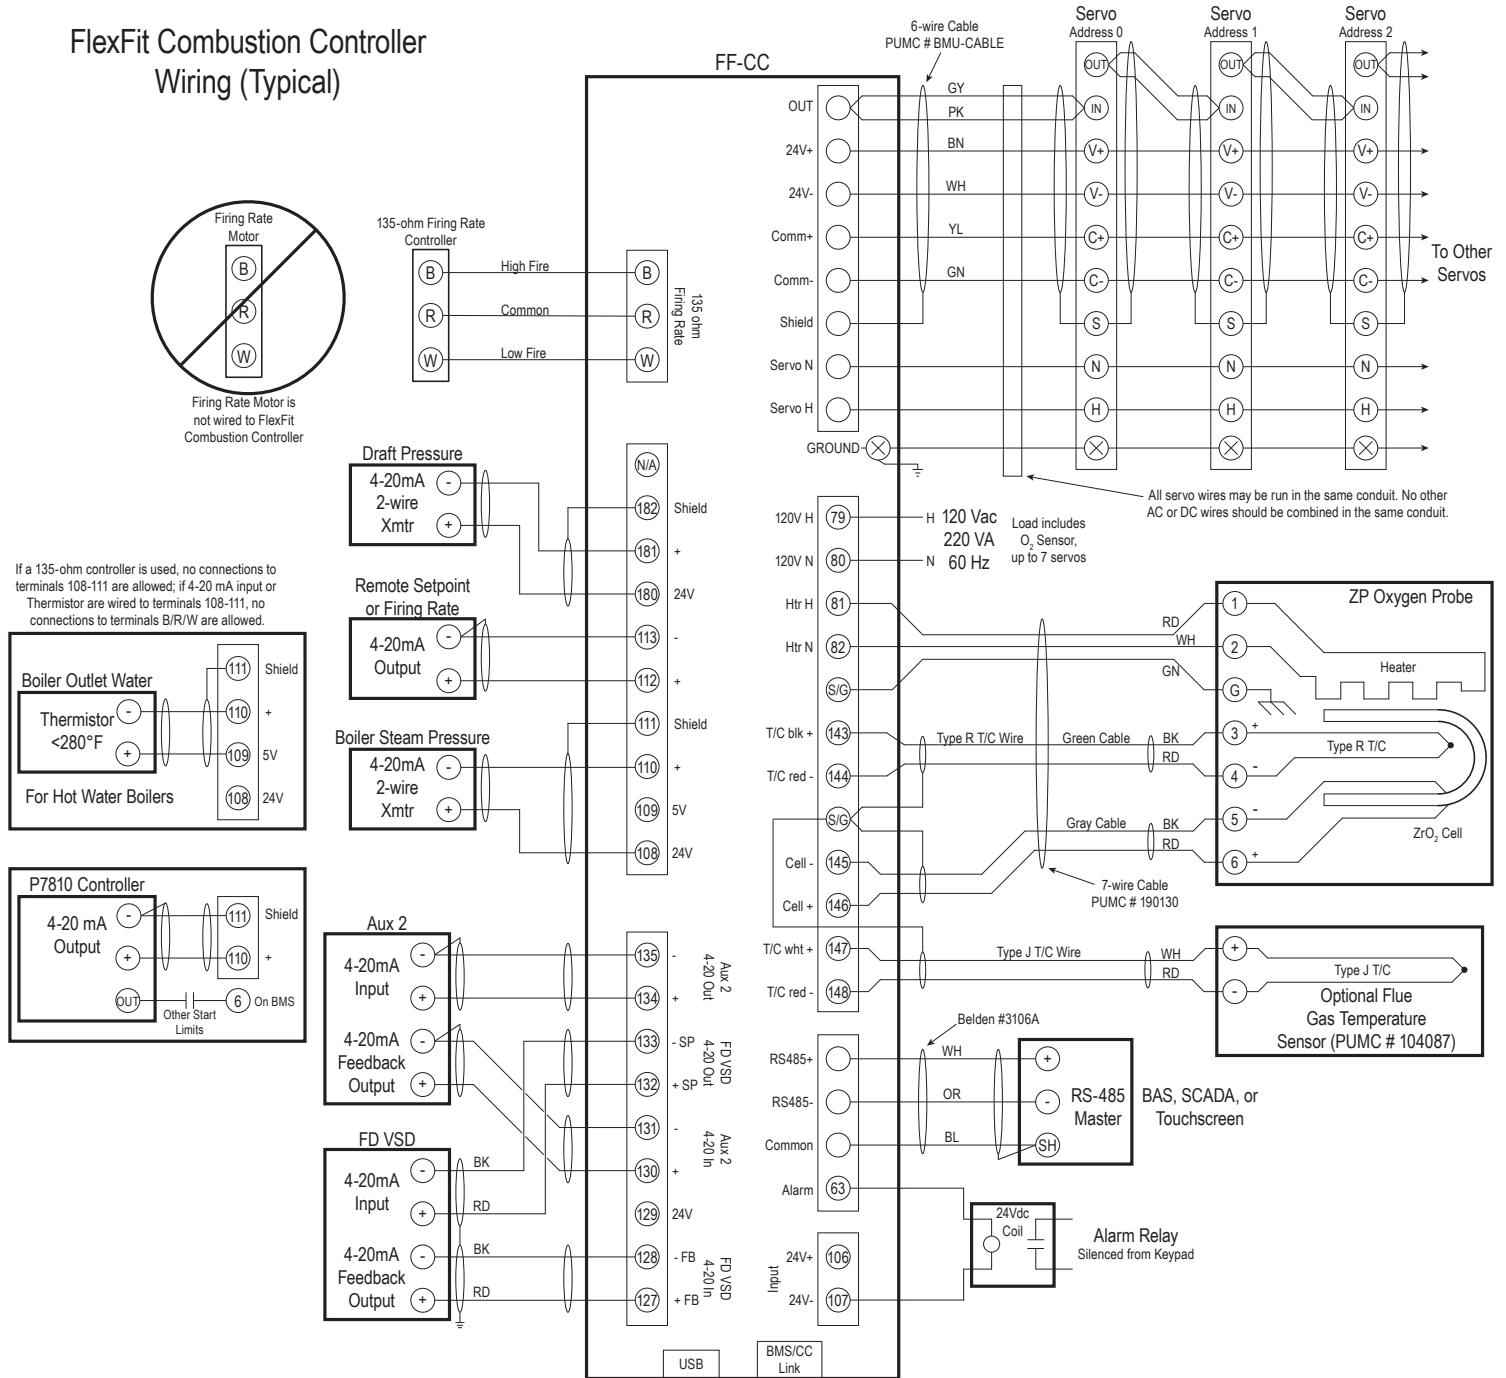 FlexFit Combustion Controller
Wiring (Typical)
FF-CC
6-wire Cable
PUMC # BMU-CABLE
Servo
Address 0
Servo
Address 1
Servo
Address 2
OUT
OUT
OUT
OUT
GY
PK
IN
IN
IN
24V+
BN
V+
V+
V+
24V-
WH
V-
V-
V-
Comm+
YL
C+
C+
C+
Comm-
GN
C-
C-
C-
Shield
S
S
S
Servo N
N
N
N
Servo H
H
H
H
GROUND
To Other
Servos
All servo wires may be run in the same conduit. No other
AC or DC wires should be combined in the same conduit.
Firing Rate
Motor
B
R
W
Firing Rate Motor is
not wired to FlexFit
Combustion Controller
135-ohm Firing Rate
Controller
B
High Fire
B
R
Common
R
W
Low Fire
W
135 ohm
Firing Rate
Draft Pressure
4-20mA
2-wire
Xmtr
-
+
N/A
182
Shield
181
+
180
24V
Remote Setpoint
or Firing Rate
4-20mA
Output
-
+
113
-
112
+
Boiler Steam Pressure
4-20mA
2-wire
Xmtr
-
+
111
Shield
110
+
109
5V
108
24V
If a 135-ohm controller is used, no connections to
terminals 108-111 are allowed; if 4-20 mA input or
Thermistor are wired to terminals 108-111, no
connections to terminals B/R/W are allowed.
Boiler Outlet Water
Thermistor
<280°F
-
+
For Hot Water Boilers
111
Shield
110
+
109
5V
108
24V
P7810 Controller
4-20 mA
Output
-
+
OUT
111
Shield
110
+
Other Start
Limits
6
On BMS
Aux 2
4-20mA
Input
-
+
4-20mA
Feedback
Output
-
+
FD VSD
4-20mA
Input
-
BK
+
RD
4-20mA
Feedback
Output
-
BK
+
RD
135
-
134
+
Aux 2
4-20 Out
133
- SP
132
+ SP
FD VSD
4-20 Out
131
-
130
+
Aux 2
4-20 In
129
24V
128
- FB
127
+ FB
FD VSD
4-20 In
USB
BMS/CC
Link
120V H
79
H
120V N
80
N
120 Vac
220 VA
60 Hz
Load includes
O2 Sensor,
up to 7 servos
Htr H
81
RD
1
Htr N
82
WH
2
S/G
GN
G
T/C blk +
143
Type R T/C Wire
Green Cable
BK
3
+
T/C red -
144
RD
4
-
S/G
Gray Cable
BK
5
-
Cell -
145
RD
6
+
Cell +
146
7-wire Cable
PUMC # 190130
ZP Oxygen Probe
Heater
Type R T/C
ZrO2 Cell
T/C wht +
147
Type J T/C Wire
WH
+
T/C red -
148
RD
-
Type J T/C
Optional Flue
Gas Temperature
Sensor (PUMC # 104087)
Belden #3106A
RS485+
WH
+
RS485-
OR
-
Common
BL
SH
RS-485
Master
BAS, SCADA, or
Touchscreen
Alarm
63
24Vdc
Coil
Alarm Relay
Silenced from Keypad
24V+
106
24V-
107
Input